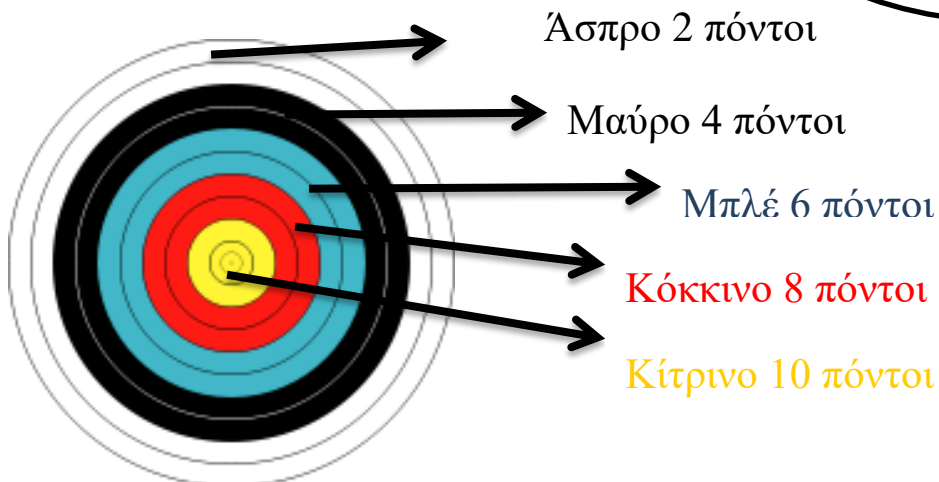 Άσπρο 2 πόντοι
Μαύρο 4 πόντοι
Μπλέ 6 πόντοι
Κόκκινο 8 πόντοι
Κίτρινο 10 πόντοι